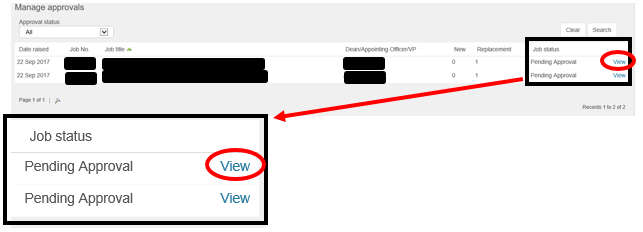 Manage approvals
Approval status
All
Clear Search
Date raised Job No. Job title Dean/Appointing Officer/VP New Replacement Job status
22 Sep 2017 0 1 Pending Approval View
22 Sep 2017 0 1 Pending Approval View
Page 1 of 1 |
Records 1 to 2 of 2
Job status
Pending Approval View
Pending Approval View